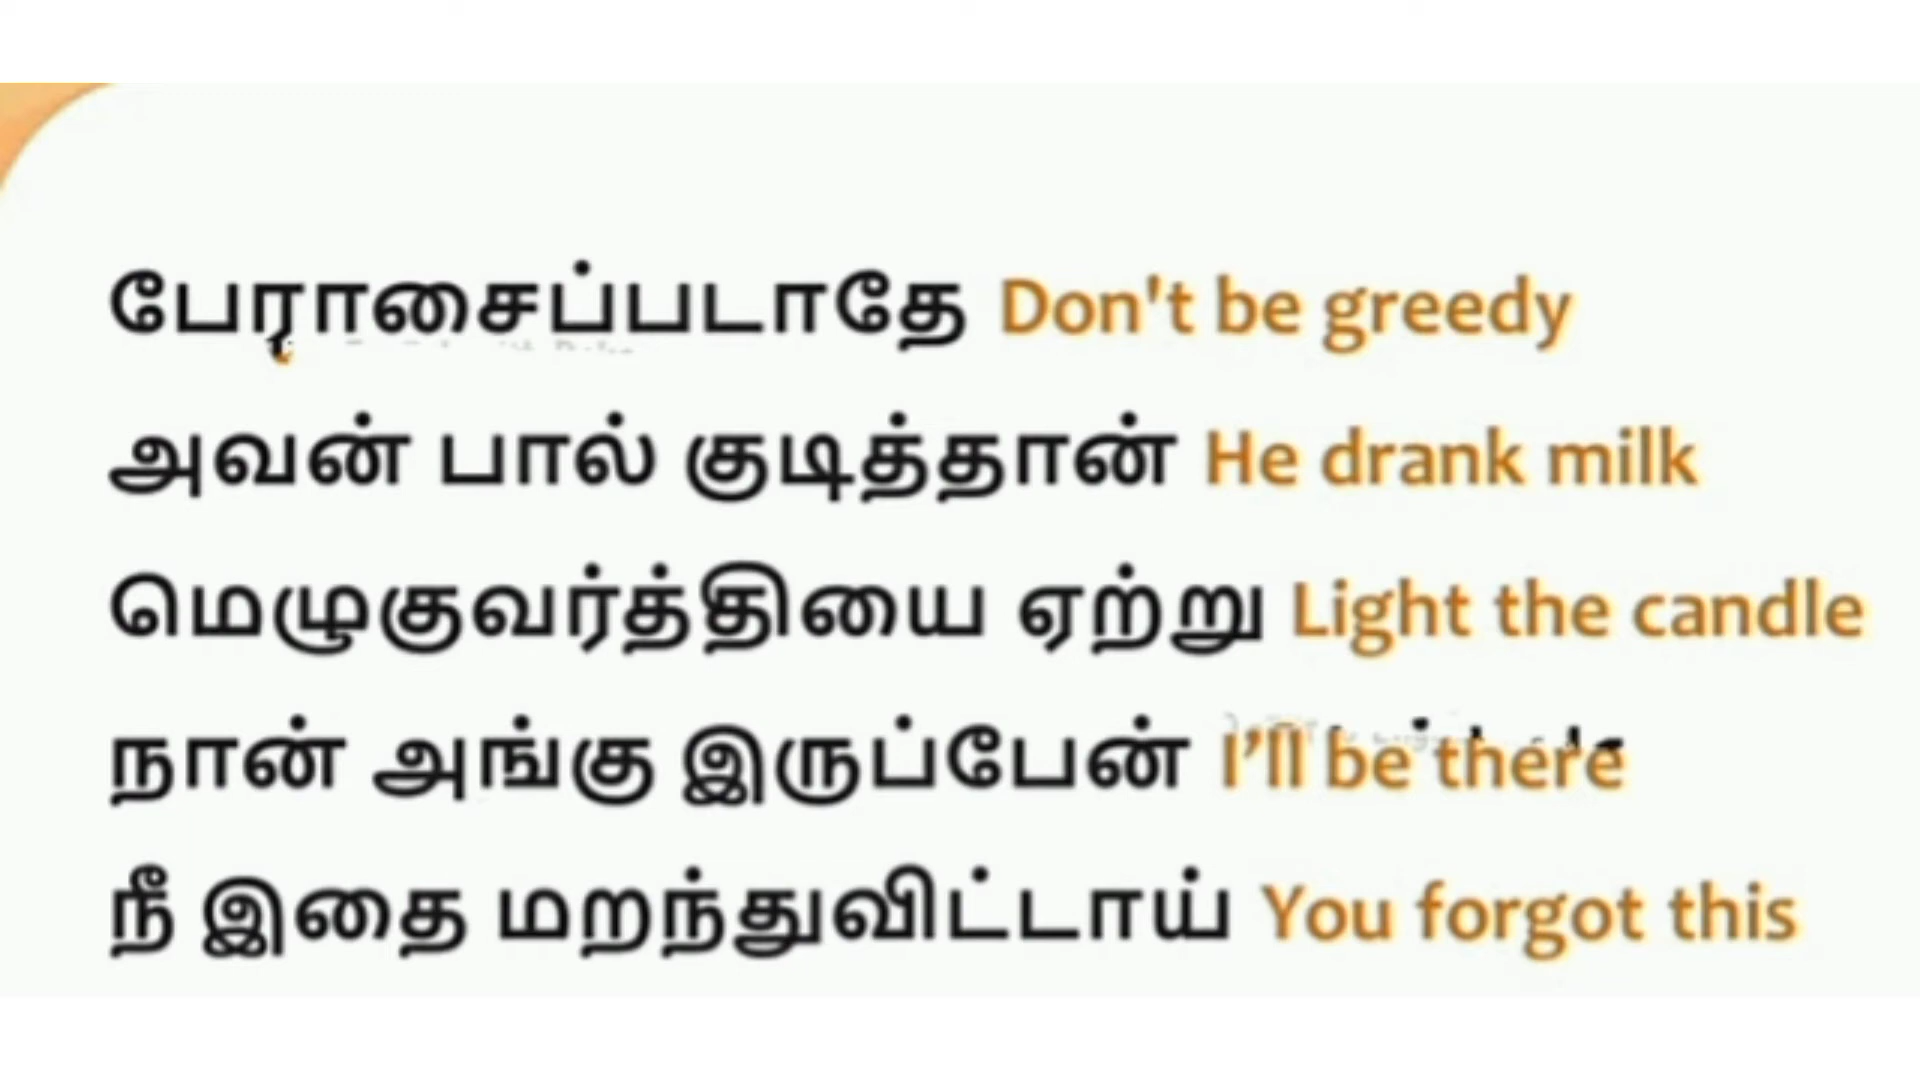 பேராசைப்படாதே Don't be greedy
அவன் பால் குடித்தான் He drank milk
மெழுகுவர்த்தியை ஏற்று Light the candle
நான் அங்கு இருப்பேன் I’ll be there
நீ இதை மறந்துவிட்டாய் You forgot this